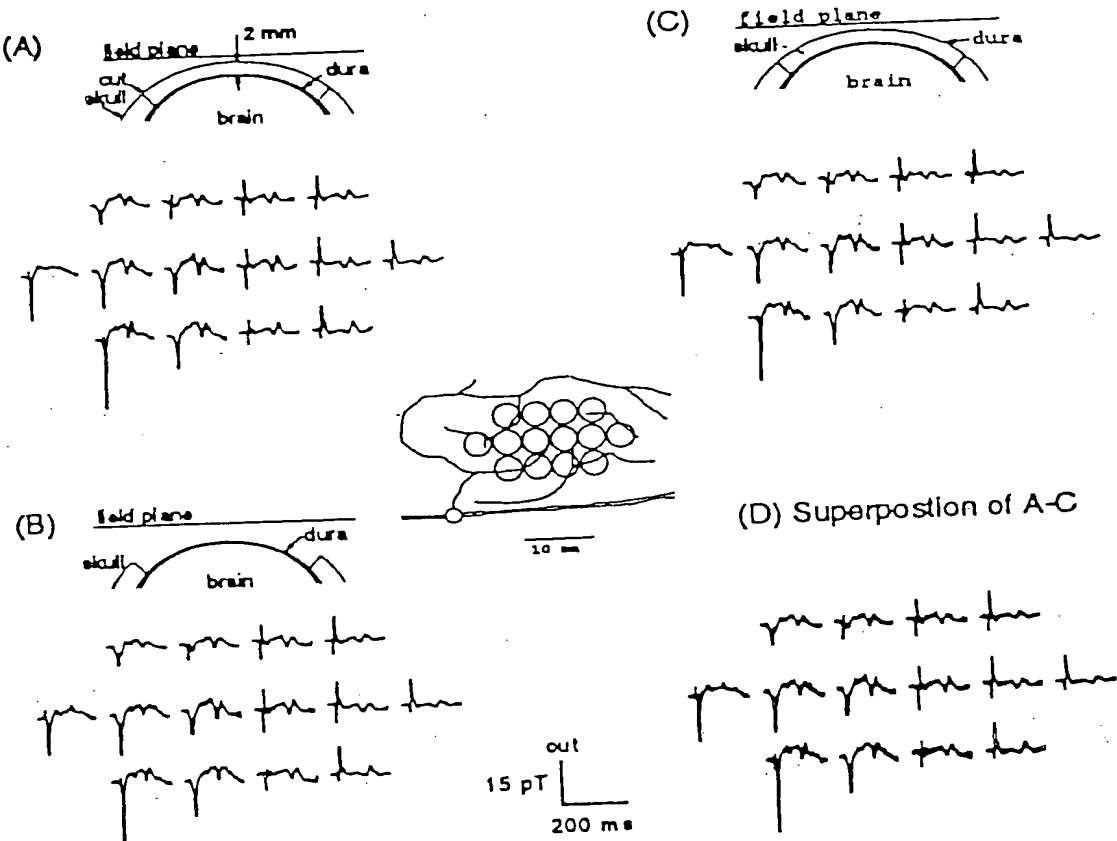 (A)
field plane
2 mm
cut
skull
dura
brain
(C)
field plane
skull
dura
brain
(B)
field plane
skull
dura
brain
10 mm
(D) Superpostion of A-C
out
15 pT
200 ms